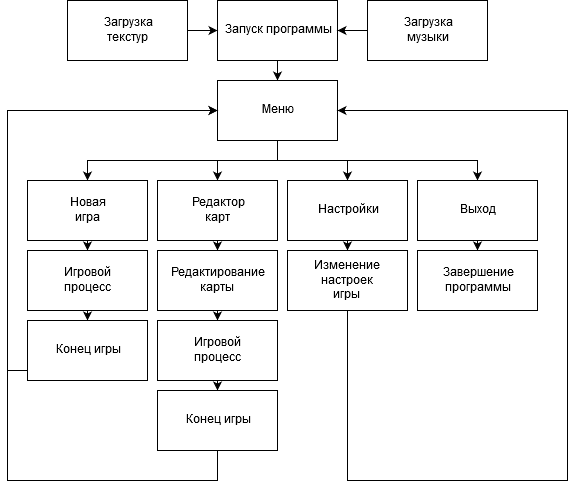 Загрузка
текстур
Запуск программы
Загрузка
музыки
Меню
Новая
игра
Редактор
карт
Настройки
Выход
Игровой
процесс
Редактирование
карты
Изменение
настроек
игры
Завершение
программы
Конец игры
Игровой
процесс
Конец игры